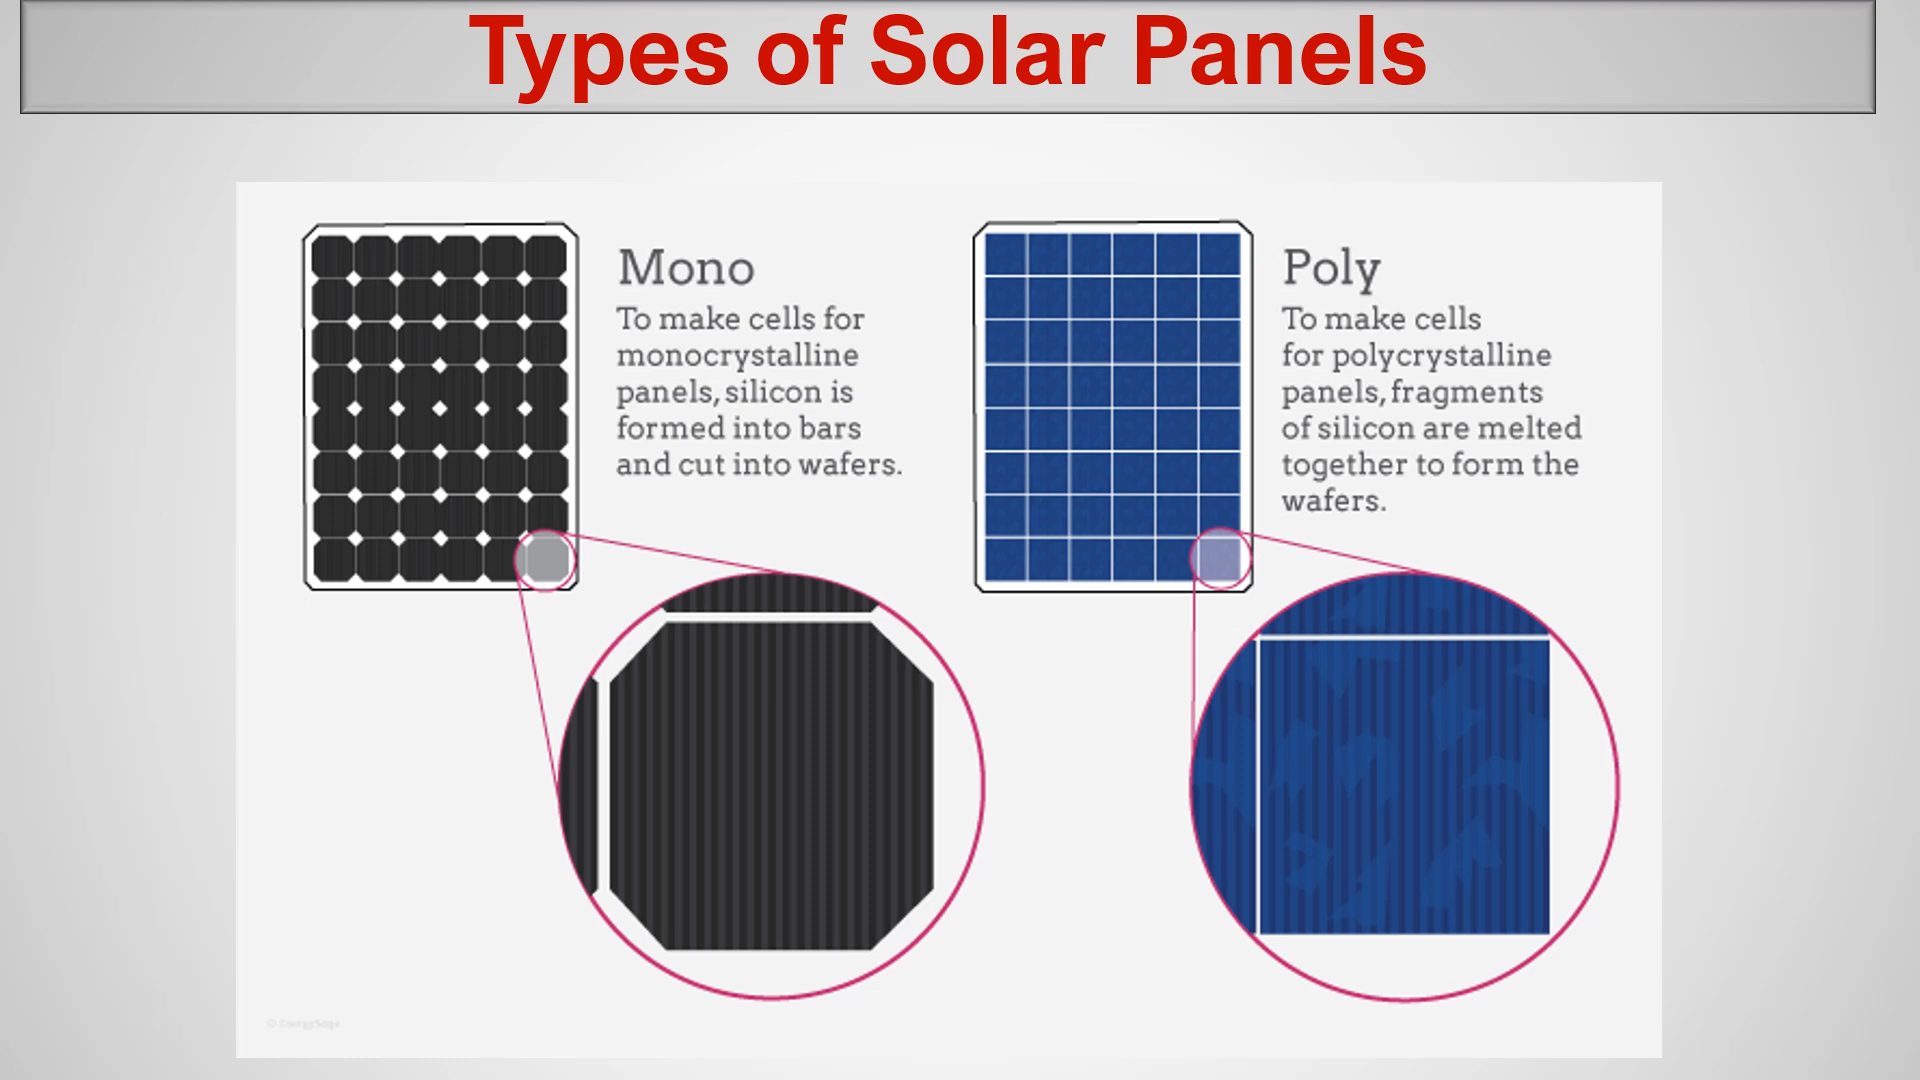 Types of Solar Panels
Mono
To make cells for
monocrystalline
panels, silicon is
formed into bars
and cut into wafers.
Poly
To make cells
for polycrystalline
panels, fragments
of silicon are melted
together to form the
wafers.
© EnergySage